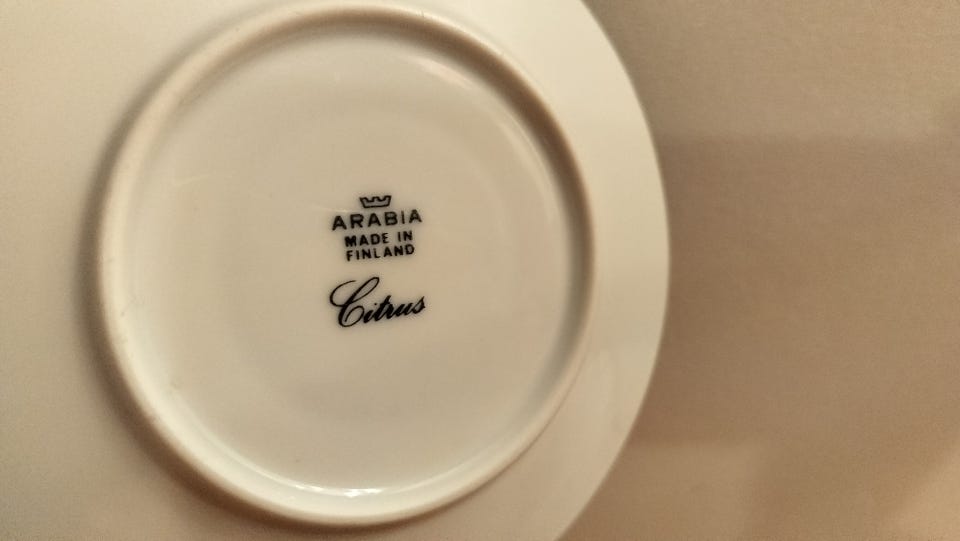 ARABIA
MADE IN
FINLAND
Citrus